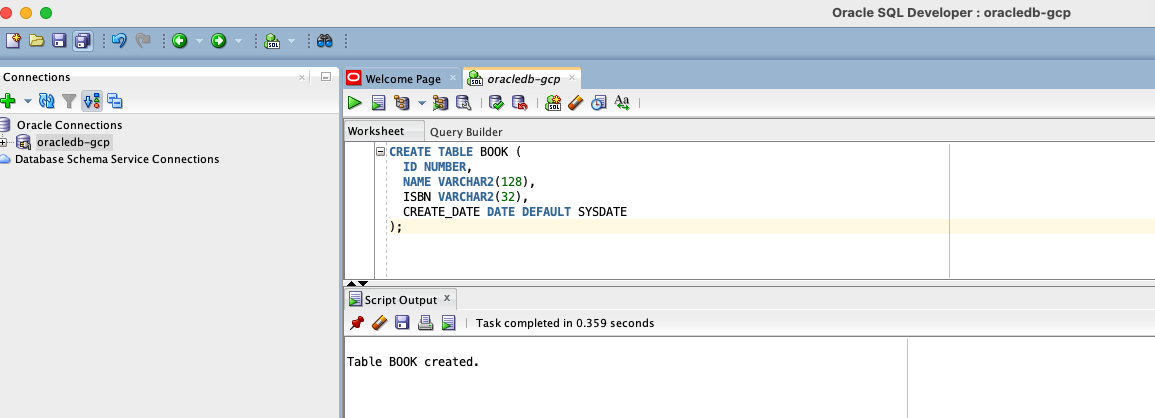 Oracle SQL Developer : oracledb-gcp
Connections
Welcome Page
oracledb-gcp
Oracle Connections
oracledb-gcp
Database Schema Service Connections
Worksheet
Query Builder
CREATE TABLE BOOK (
ID NUMBER,
NAME VARCHAR2(128),
ISBN VARCHAR2(32),
CREATE_DATE DATE DEFAULT SYSDATE
);
Script Output
Task completed in 0.359 seconds
Table BOOK created.